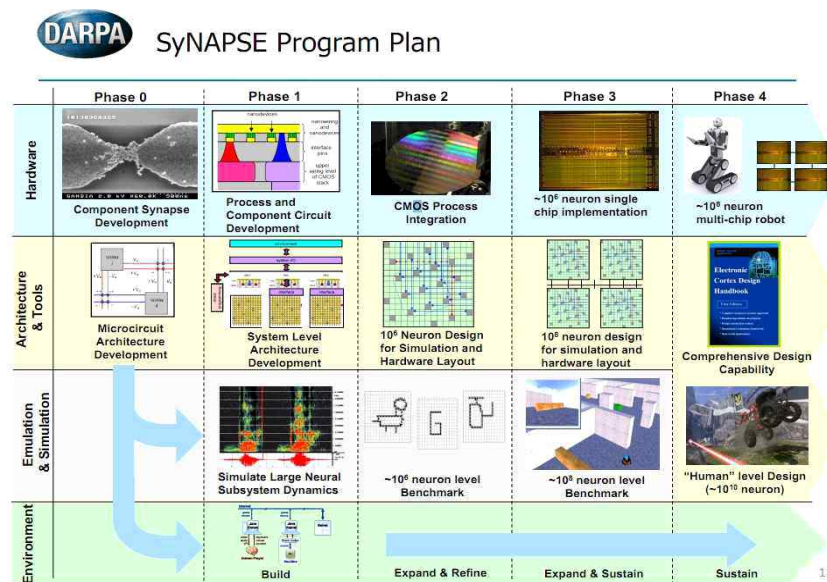 DARPA
SyNAPSE Program Plan
Phase 0
Phase 1
Phase 2
Phase 3
Phase 4
Hardware
nanodevices
interface
pins
Component Synapse
Development
Process and
Component Circuit
Development
CMOS Process
Integration
~10⁶ neuron single
chip implementation
~10⁸ neuron
multi-chip robot
Architecture
& Tools
Microcircuit
Architecture
Development
System Level
Architecture
Development
10⁶ Neuron Design
for Simulation and
Hardware Layout
10⁸ neuron design
for simulation and
hardware layout
Electronic
Cortex Design
Handbook
Comprehensive Design
Capability
Emulation
& Simulation
Simulate Large Neural
Subsystem Dynamics
G
~10⁶ neuron level
Benchmark
~10⁸ neuron level
Benchmark
"Human" level Design
(~10¹⁰ neuron)
Environment
Build
Expand & Refine
Expand & Sustain
Sustain
1